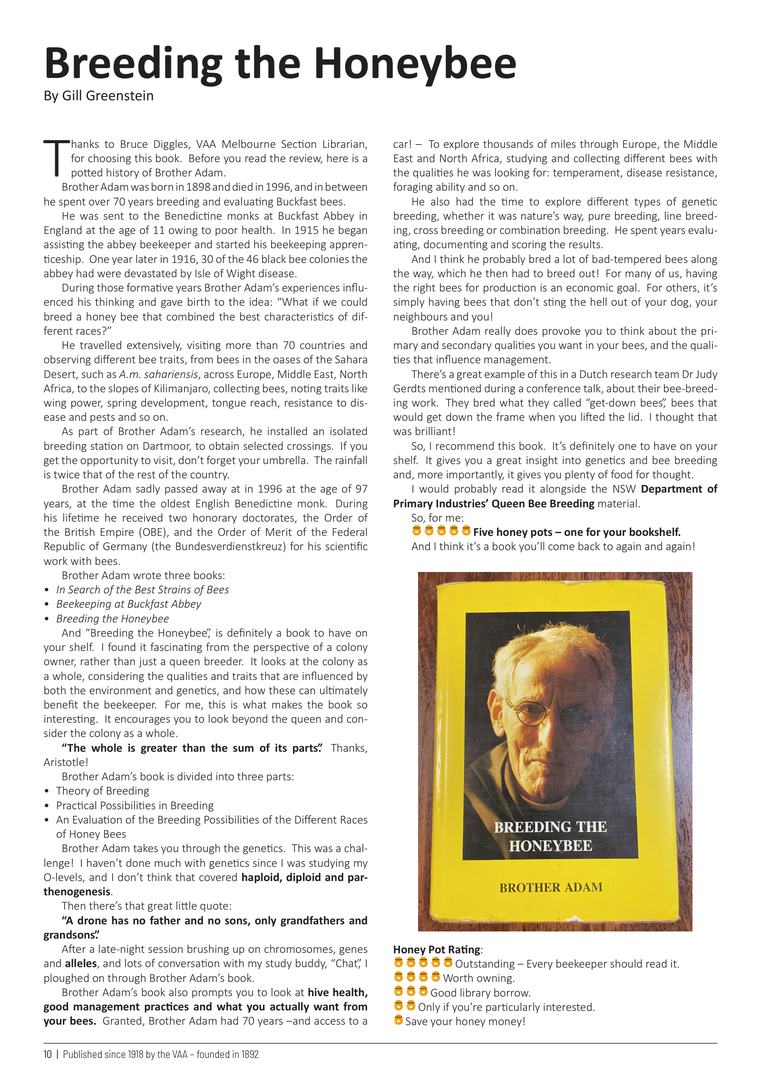 Breeding the Honeybee
By Gill Greenstein
Thanks to Bruce Diggles, VAA Melbourne Section Librarian,
for choosing this book. Before you read the review, here is a
potted history of Brother Adam.
Brother Adam was born in 1898 and died in 1996, and in between
he spent over 70 years breeding and evaluating Buckfast bees.
He was sent to the Benedictine monks at Buckfast Abbey in
England at the age of 11 owing to poor health. In 1915 he began
assisting the abbey beekeeper and started his beekeeping appren-
ticeship. One year later in 1916, 30 of the 46 black bee colonies the
abbey had were devastated by Isle of Wight disease.
During those formative years Brother Adam's experiences influ-
enced his thinking and gave birth to the idea: "What if we could
breed a honey bee that combined the best characteristics of dif-
ferent races?"
He travelled extensively, visiting more than 70 countries and
observing different bee traits, from bees in the oases of the Sahara
Desert, such as A.m. sahariensis, across Europe, Middle East, North
Africa, to the slopes of Kilimanjaro, collecting bees, noting traits like
wing power, spring development, tongue reach, resistance to dis-
ease and pests and so on.
As part of Brother Adam's research, he installed an isolated
breeding station on Dartmoor, to obtain selected crossings. If you
get the opportunity to visit, don't forget your umbrella. The rainfall
is twice that of the rest of the country.
Brother Adam sadly passed away at in 1996 at the age of 97
years, at the time the oldest English Benedictine monk. During
his lifetime he received two honorary doctorates, the Order of
the British Empire (OBE), and the Order of Merit of the Federal
Republic of Germany (the Bundesverdienstkreuz) for his scientific
work with bees.
Brother Adam wrote three books:
• In Search of the Best Strains of Bees
• Beekeeping at Buckfast Abbey
• Breeding the Honeybee
And "Breeding the Honeybee", is definitely a book to have on
your shelf. I found it fascinating from the perspective of a colony
owner, rather than just a queen breeder. It looks at the colony as
a whole, considering the qualities and traits that are influenced by
both the environment and genetics, and how these can ultimately
benefit the beekeeper. For me, this is what makes the book so
interesting. It encourages you to look beyond the queen and con-
sider the colony as a whole.
"The whole is greater than the sum of its parts". Thanks,
Aristotle!
Brother Adam's book is divided into three parts:
• Theory of Breeding
• Practical Possibilities in Breeding
• An Evaluation of the Breeding Possibilities of the Different Races
of Honey Bees
Brother Adam takes you through the genetics. This was a chal-
lenge! I haven't done much with genetics since I was studying my
O-levels, and I don't think that covered haploid, diploid and par-
thenogenesis.
Then there's that great little quote:
"A drone has no father and no sons, only grandfathers and
grandsons".
After a late-night session brushing up on chromosomes, genes
and alleles, and lots of conversation with my study buddy, "Chat", I
ploughed on through Brother Adam's book.
Brother Adam's book also prompts you to look at hive health,
good management practices and what you actually want from
your bees. Granted, Brother Adam had 70 years –and access to a
car! – To explore thousands of miles through Europe, the Middle
East and North Africa, studying and collecting different bees with
the qualities he was looking for: temperament, disease resistance,
foraging ability and so on.
He also had the time to explore different types of genetic
breeding, whether it was nature's way, pure breeding, line breed-
ing, cross breeding or combination breeding. He spent years evalu-
ating, documenting and scoring the results.
And I think he probably bred a lot of bad-tempered bees along
the way, which he then had to breed out! For many of us, having
the right bees for production is an economic goal. For others, it's
simply having bees that don't sting the hell out of your dog, your
neighbours and you!
Brother Adam really does provoke you to think about the pri-
mary and secondary qualities you want in your bees, and the quali-
ties that influence management.
There's a great example of this in a Dutch research team Dr Judy
Gerdts mentioned during a conference talk, about their bee-breed-
ing work. They bred what they called "get-down bees", bees that
would get down the frame when you lifted the lid. I thought that
was brilliant!
So, I recommend this book. It's definitely one to have on your
shelf. It gives you a great insight into genetics and bee breeding
and, more importantly, it gives you plenty of food for thought.
I would probably read it alongside the NSW Department of
Primary Industries' Queen Bee Breeding material.
So, for me:
Five honey pots – one for your bookshelf.
And I think it's a book you'll come back to again and again!
BREEDING THE
HONEYBEE
BROTHER ADAM
Honey Pot Rating:
Outstanding – Every beekeeper should read it.
Worth owning.
Good library borrow.
Only if you're particularly interested.
Save your honey money!
10 | Published since 1918 by the VAA – founded in 1892